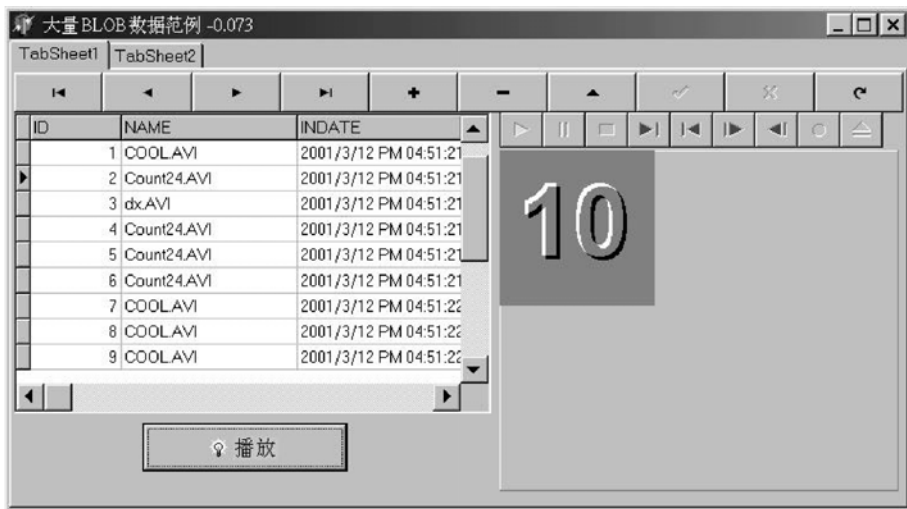 大量BLOB数据范例 -0.073
TabSheet1 TabSheet2
ID NAME INDATE
1 COOL.AVI 2001/3/12 PM 04:51:21
2 Count24.AVI 2001/3/12 PM 04:51:21
3 dx.AVI 2001/3/12 PM 04:51:21
4 Count24.AVI 2001/3/12 PM 04:51:21
5 Count24.AVI 2001/3/12 PM 04:51:21
6 Count24.AVI 2001/3/12 PM 04:51:21
7 COOL.AVI 2001/3/12 PM 04:51:22
8 COOL.AVI 2001/3/12 PM 04:51:22
9 COOL.AVI 2001/3/12 PM 04:51:22
10
播放